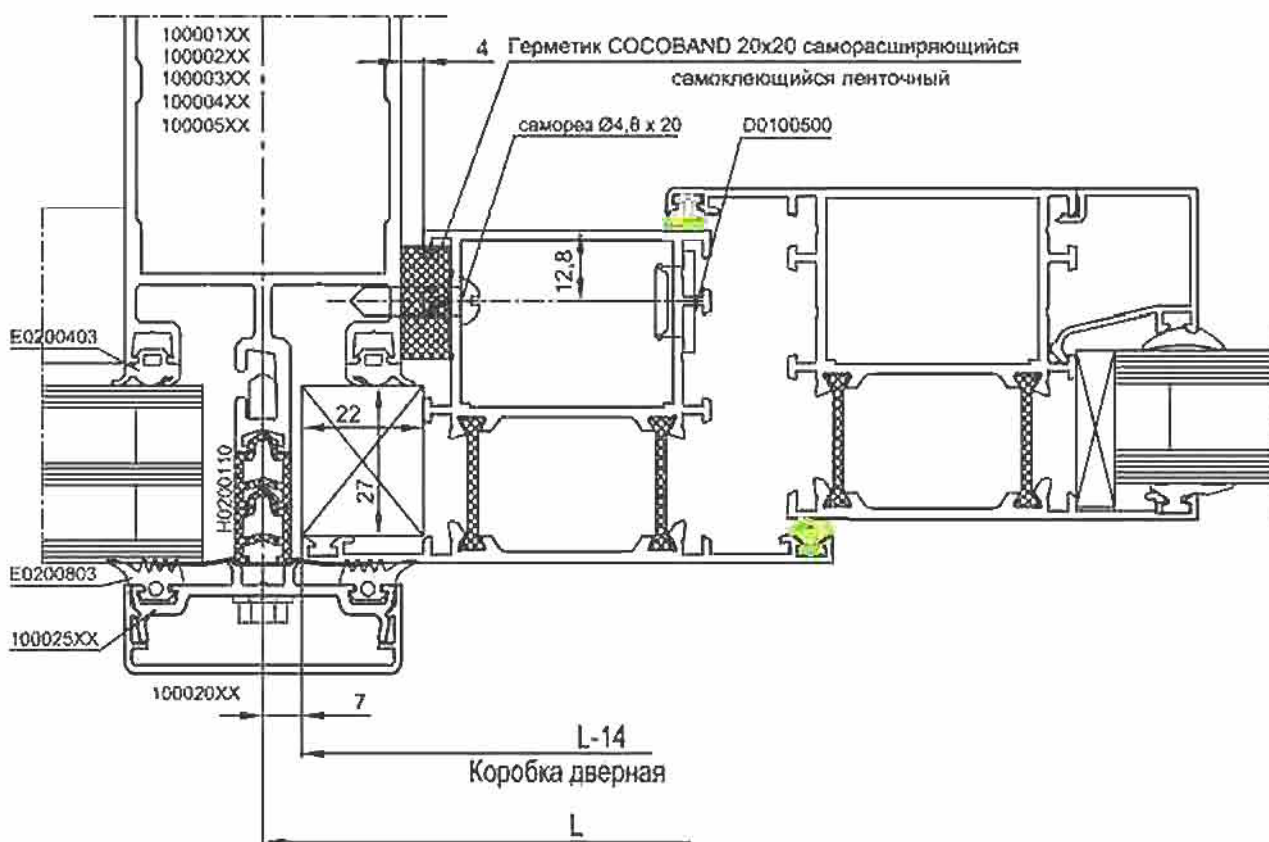 100001XX
100002XX
100003XX
100004XX
100005XX
4
Герметик COCOBAND 20x20 саморасширяющийся
самоклеющийся ленточный
саморез Ø4,8 x 20
D0100500
12,8
E0200403
22
27
H0200110
E0200803
100025XX
100020XX
7
L-14
Коробка дверная
L